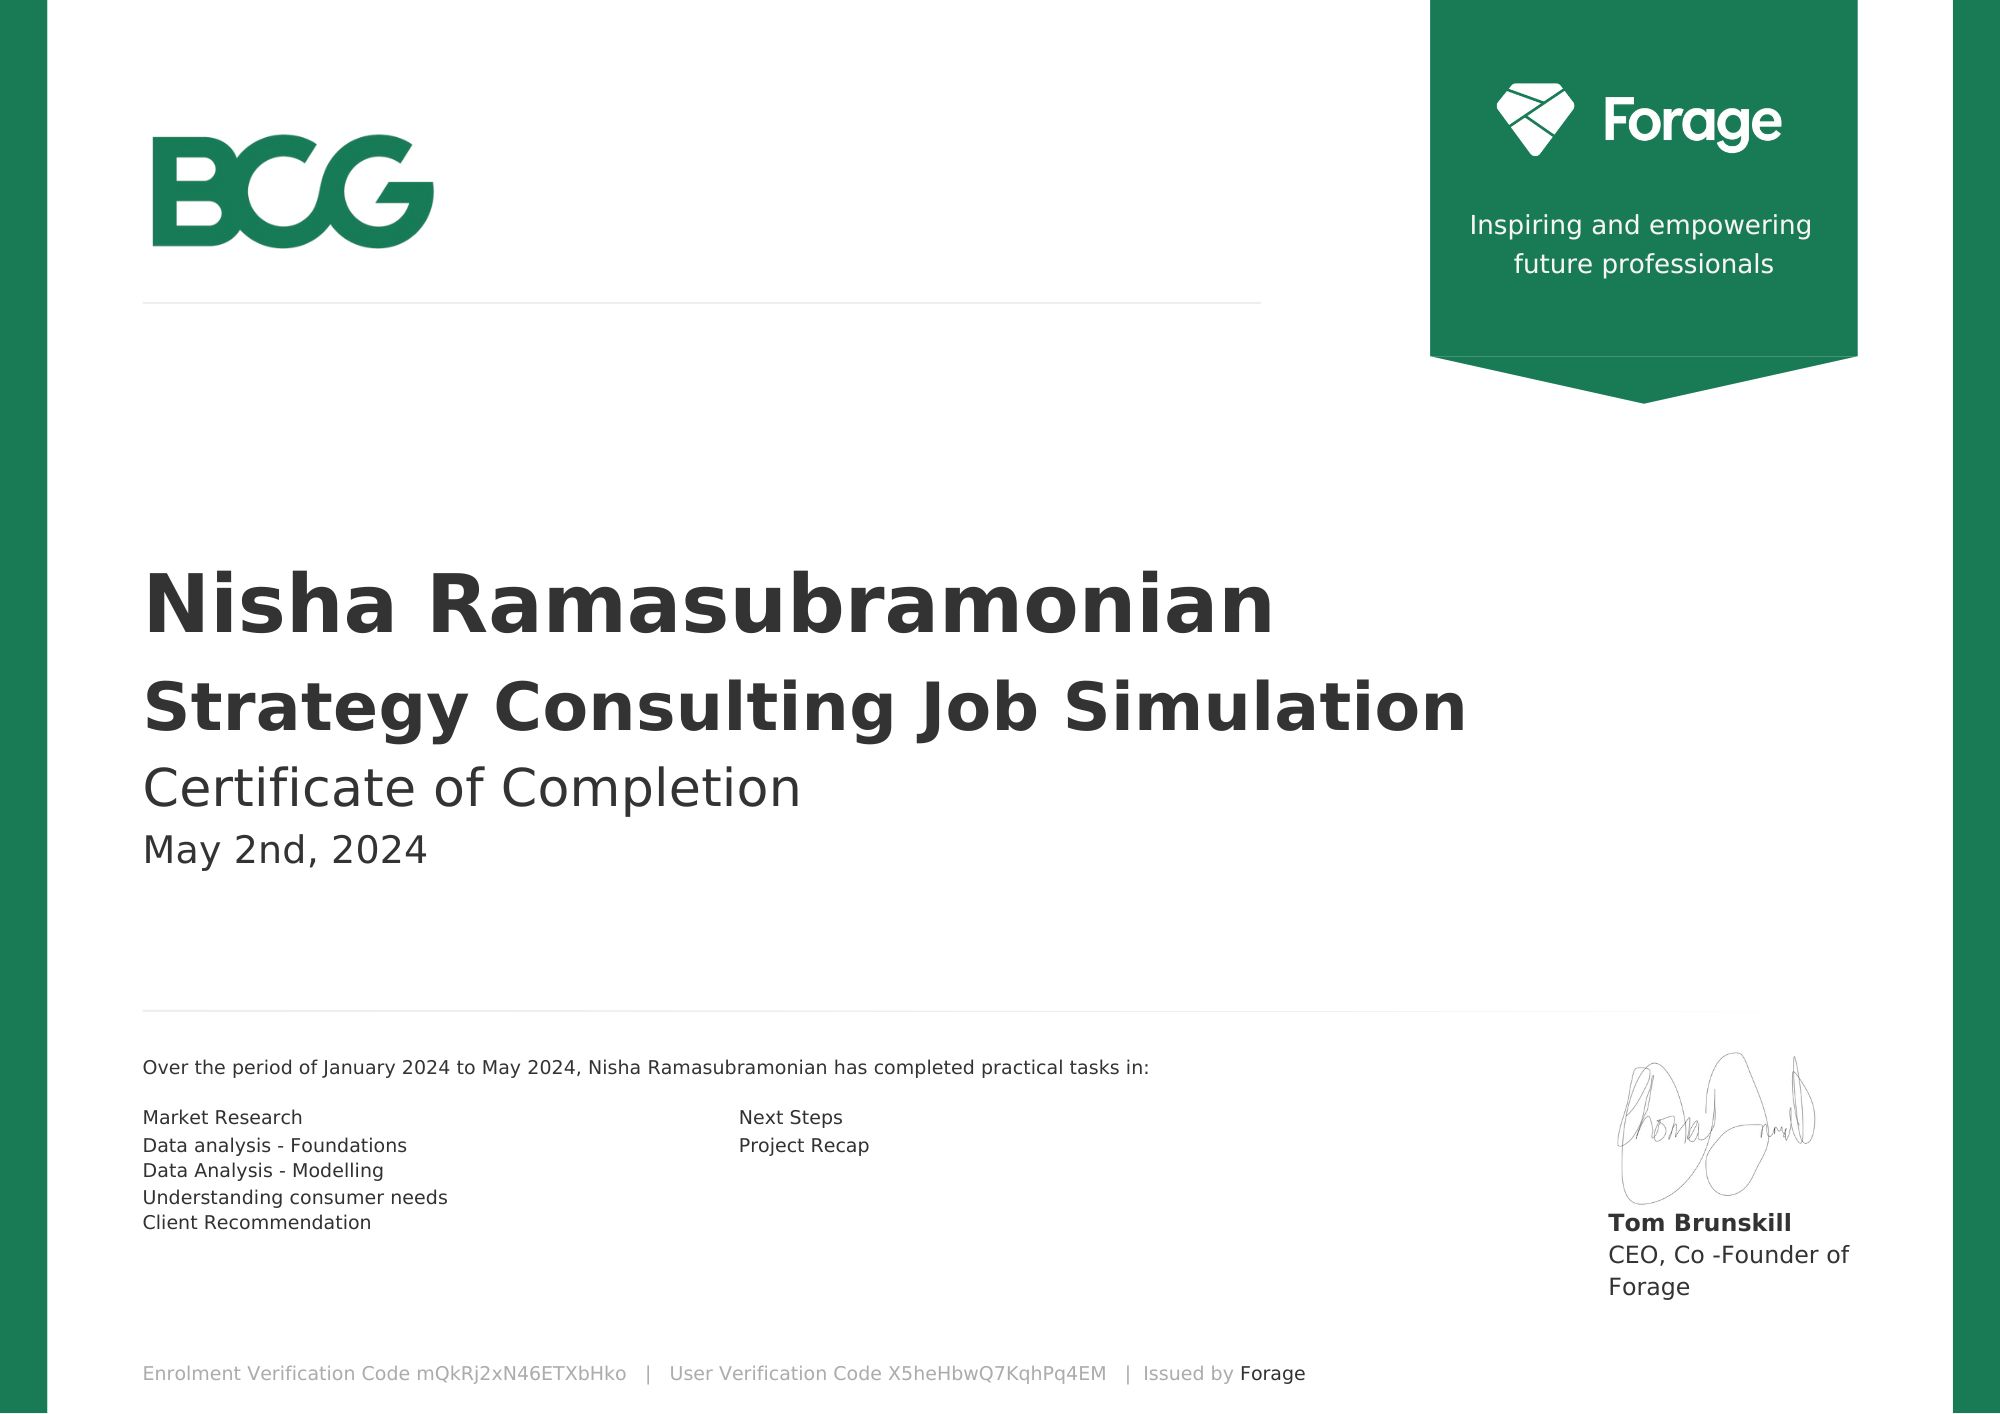 BCG
Forage
Inspiring and empowering
future professionals
Nisha Ramasubramonian
Strategy Consulting Job Simulation
Certificate of Completion
May 2nd, 2024
Over the period of January 2024 to May 2024, Nisha Ramasubramonian has completed practical tasks in:
Market Research
Data analysis - Foundations
Data Analysis - Modelling
Understanding consumer needs
Client Recommendation
Next Steps
Project Recap
Tom Brunskill
CEO, Co -Founder of
Forage
Enrolment Verification Code mQkRj2xN46ETXbHko | User Verification Code X5heHbwQ7KqhPq4EM | Issued by Forage